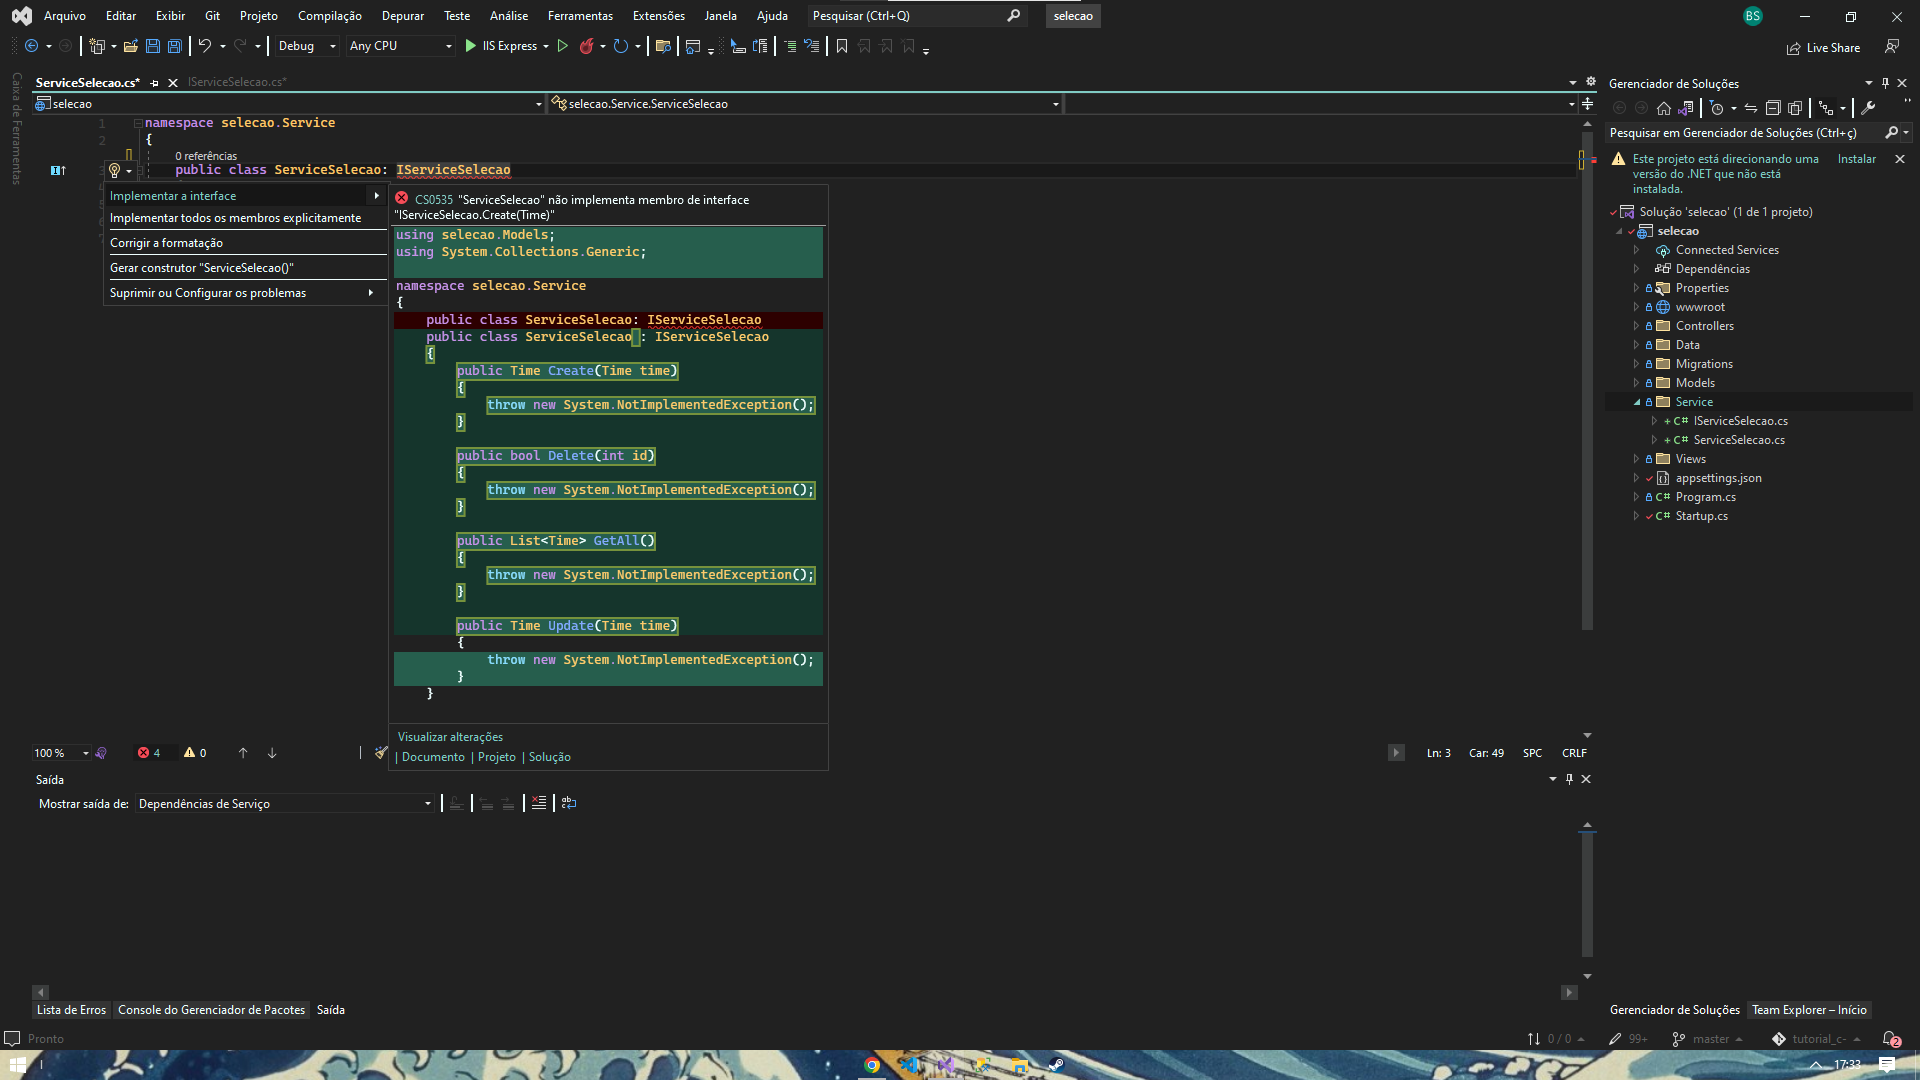 Arquivo Editar Exibir Git Projeto Compilação Depurar Teste Análise Ferramentas Extensões Janela Ajuda Pesquisar (Ctrl+Q) selecao BS
Debug Any CPU IIS Express Live Share
Caixa de Ferramentas
ServiceSelecao.cs* IServiceSelecao.cs*
selecao selecao.Service.ServiceSelecao
1 namespace selecao.Service
2 {
0 referências
public class ServiceSelecao: IServiceSelecao
Implementar a interface
Implementar todos os membros explicitamente
Corrigir a formatação
Gerar construtor "ServiceSelecao()"
Suprimir ou Configurar os problemas
CS0535 "ServiceSelecao" não implementa membro de interface
"IServiceSelecao.Create(Time)"
using selecao.Models;
using System.Collections.Generic;
namespace selecao.Service
{
public class ServiceSelecao: IServiceSelecao
public class ServiceSelecao : IServiceSelecao
{
public Time Create(Time time)
{
throw new System.NotImplementedException();
}
public bool Delete(int id)
{
throw new System.NotImplementedException();
}
public List<Time> GetAll()
{
throw new System.NotImplementedException();
}
public Time Update(Time time)
{
throw new System.NotImplementedException();
}
}
Visualizar alterações
| Documento | Projeto | Solução
100 % 4 0 Ln: 3 Car: 49 SPC CRLF
Saída
Mostrar saída de: Dependências de Serviço
Lista de Erros Console do Gerenciador de Pacotes Saída
Gerenciador de Soluções
Pesquisar em Gerenciador de Soluções (Ctrl+ç)
Este projeto está direcionando uma versão do .NET que não está instalada. Instalar
Solução 'selecao' (1 de 1 projeto)
selecao
Connected Services
Dependências
Properties
wwwroot
Controllers
Data
Migrations
Models
Service
+ C# IServiceSelecao.cs
+ C# ServiceSelecao.cs
Views
appsettings.json
C# Program.cs
C# Startup.cs
Gerenciador de Soluções Team Explorer – Início
Pronto 0 / 0 99+ master tutorial_c- 2
17:33